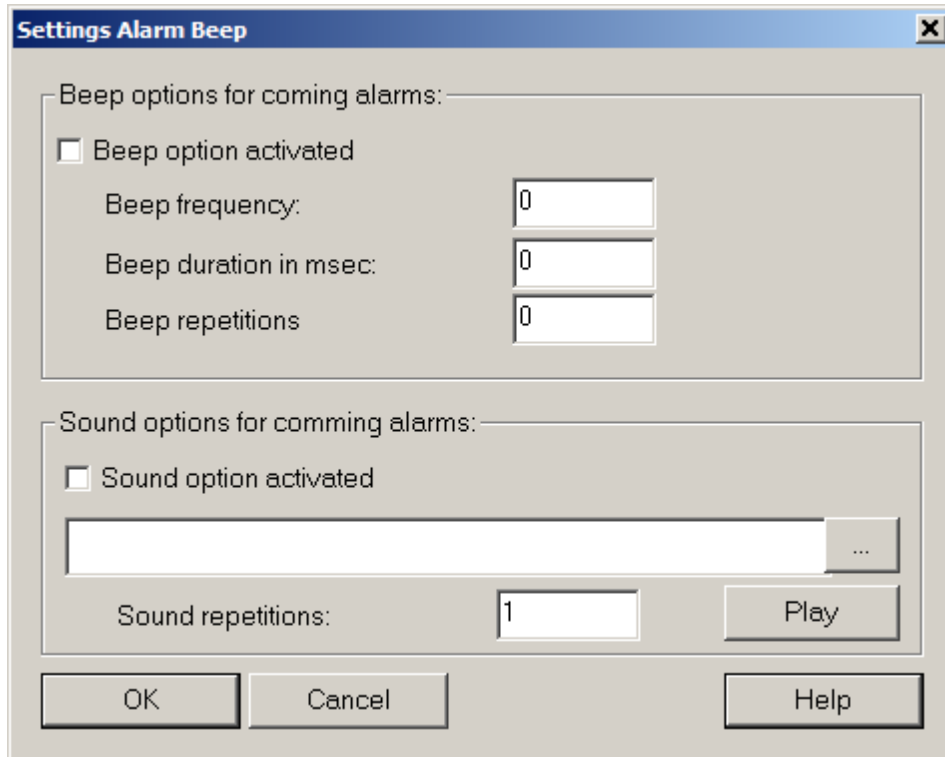 Settings Alarm Beep
Beep options for coming alarms:
Beep option activated
Beep frequency: 0
Beep duration in msec: 0
Beep repetitions 0
Sound options for comming alarms:
Sound option activated
...
Sound repetitions: 1 Play
OK Cancel Help